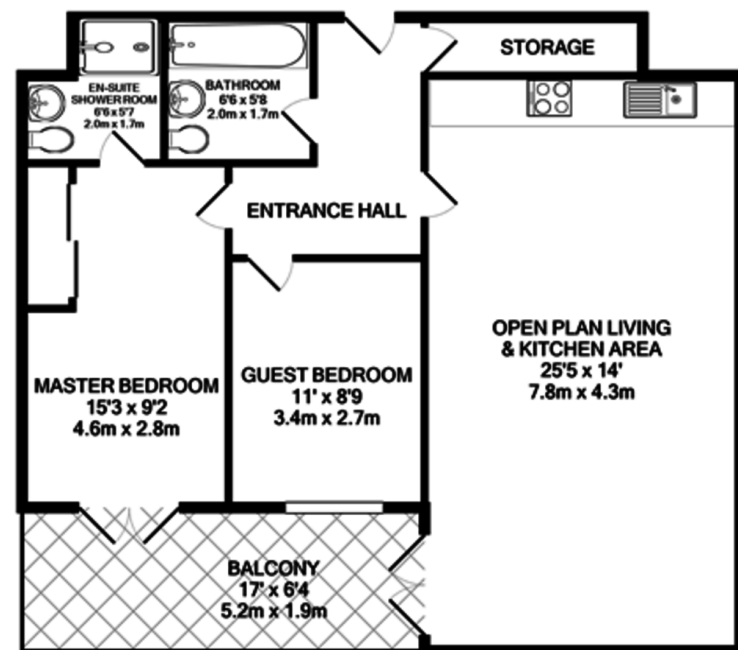 STORAGE
EN-SUITE
SHOWER ROOM
6'6 x 5'7
2.0m x 1.7m
BATHROOM
6'6 x 5'8
2.0m x 1.7m
ENTRANCE HALL
OPEN PLAN LIVING
& KITCHEN AREA
25'5 x 14'
7.8m x 4.3m
MASTER BEDROOM
15'3 x 9'2
4.6m x 2.8m
GUEST BEDROOM
11' x 8'9
3.4m x 2.7m
BALCONY
17' x 6'4
5.2m x 1.9m